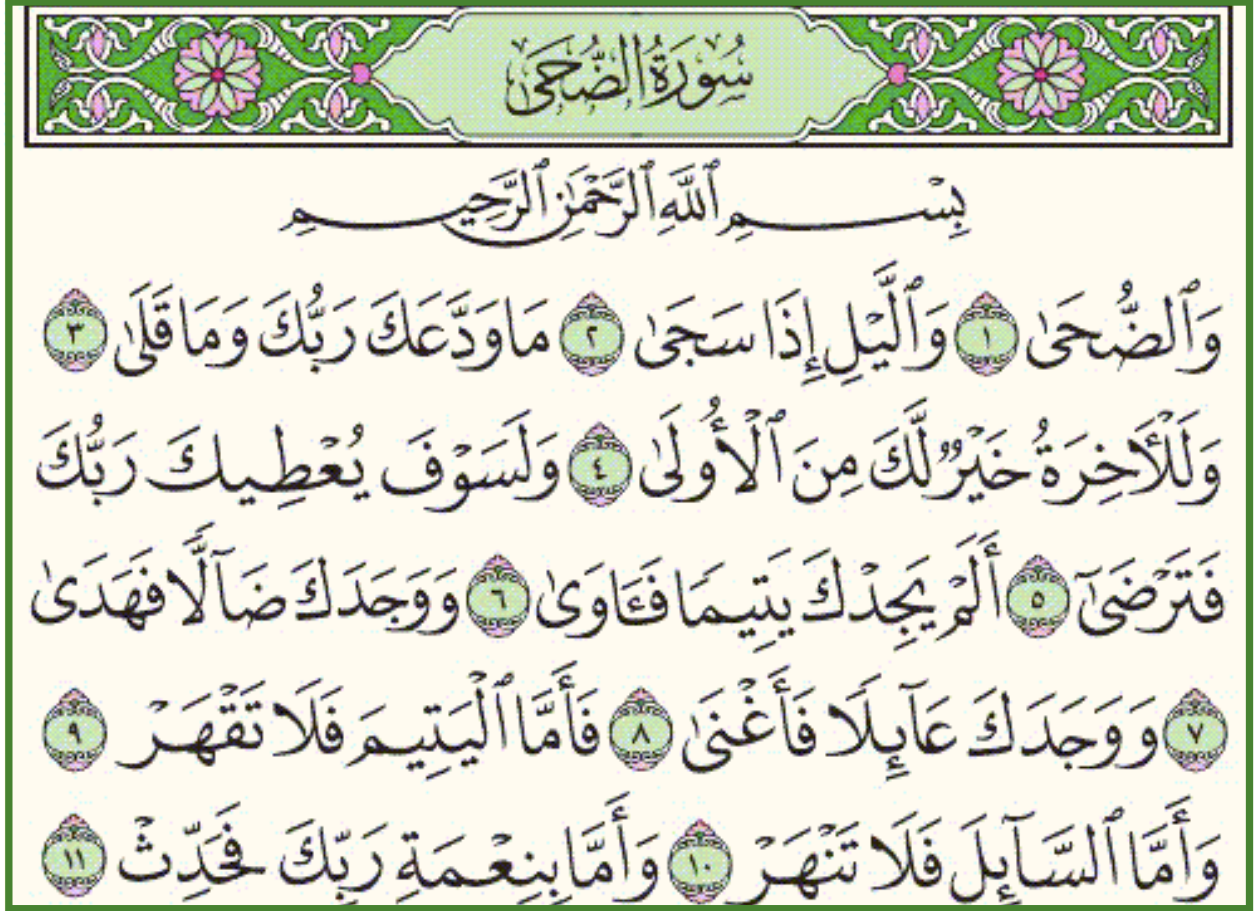 سُورَةُ الضُّحَىٰ
بِسْمِ ٱللَّهِ ٱلرَّحْمَٰنِ ٱلرَّحِيمِ
وَٱلضُّحَىٰ ١ وَٱلَّيْلِ إِذَا سَجَىٰ ٢ مَا وَدَّعَكَ رَبُّكَ وَمَا قَلَىٰ ٣
وَلَلْأَخِرَةُ خَيْرٌ لَّكَ مِنَ ٱلْأُولَىٰ ٤ وَلَسَوْفَ يُعْطِيكَ رَبُّكَ
فَتَرْضَىٰٓ ٥ أَلَمْ يَجِدْكَ يَتِيمًا فَـَٔاوَىٰ ٦ وَوَجَدَكَ ضَآلًّا فَهَدَىٰ
٧ وَوَجَدَكَ عَآئِلًا فَأَغْنَىٰ ٨ فَأَمَّا ٱلْيَتِيمَ فَلَا تَقْهَرْ ٩
وَأَمَّا ٱلسَّآئِلَ فَلَا تَنْهَرْ ١٠ وَأَمَّا بِنِعْمَةِ رَبِّكَ فَحَدِّثْ ١١